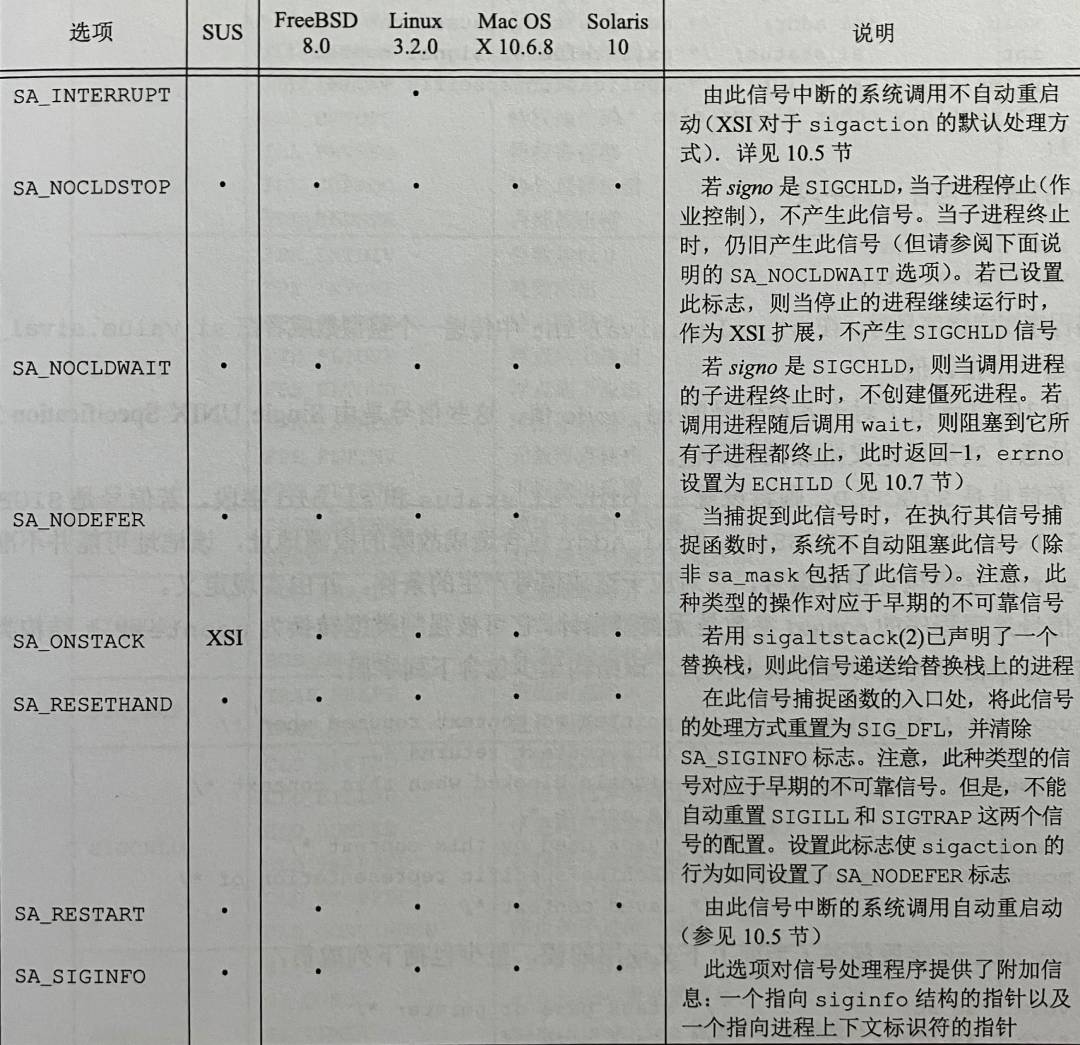 选项 SUS FreeBSD 8.0 Linux 3.2.0 Mac OS X 10.6.8 Solaris 10 说明
SA_INTERRUPT • 由此信号中断的系统调用不自动重启
动(XSI 对于 sigaction 的默认处理方
式). 详见 10.5 节
SA_NOCLDSTOP • • • • • 若 signo 是 SIGCHLD,当子进程停止(作
业控制),不产生此信号。当子进程终止
时,仍旧产生此信号(但请参阅下面说
明的 SA_NOCLDWAIT 选项)。若已设置
此标志,则当停止的进程继续运行时,
作为 XSI 扩展,不产生 SIGCHLD 信号
SA_NOCLDWAIT • • • • • 若 signo 是 SIGCHLD,则当调用进程
的子进程终止时,不创建僵死进程。若
调用进程随后调用 wait,则阻塞到它所
有子进程都终止,此时返回-1,errno
设置为 ECHILD(见 10.7 节)
SA_NODEFER • • • • • 当捕捉到此信号时,在执行其信号捕
捉函数时,系统不自动阻塞此信号(除
非 sa_mask 包括了此信号)。注意,此
种类型的操作对应于早期的不可靠信号
SA_ONSTACK XSI • • • • 若用 sigaltstack(2)已声明了一个
替换栈,则此信号递送给替换栈上的进程
SA_RESETHAND • • • • • 在此信号捕捉函数的入口处,将此信号
的处理方式重置为 SIG_DFL,并清除
SA_SIGINFO 标志。注意,此种类型的信
号对应于早期的不可靠信号。但是,不能
自动重置 SIGILL 和 SIGTRAP 这两个信
号的配置。设置此标志使 sigaction 的
行为如同设置了 SA_NODEFER 标志
SA_RESTART • • • • • 由此信号中断的系统调用自动重启动
(参见 10.5 节)
SA_SIGINFO • • • • • 此选项对信号处理程序提供了附加信
息:一个指向 siginfo 结构的指针以及
一个指向进程上下文标识符的指针